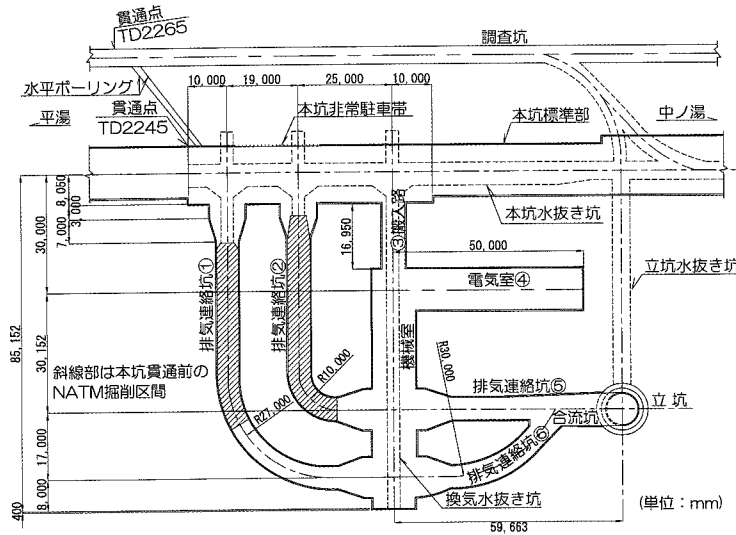 貫通点
TD2265
調査坑
水平ボーリング
10,000
19,000
25,000
10,000
貫通点
TD2245
本坑非常駐車帯
本坑標準部
平湯
中ノ湯
8,050
3,000
7,000
30,000
16,950
③搬入路
本坑水抜き坑
50,000
電気室④
立坑水抜き坑
排気連絡坑①
排気連絡坑②
機械室
85,152
30,152
斜線部は本坑貫通前の
NATM掘削区間
R10,000
R30,000
R27,000
排気連絡坑⑤
立坑
合流坑
排気連絡坑⑥
17,000
8,000
400
換気水抜き坑
59,663
(単位：mm)